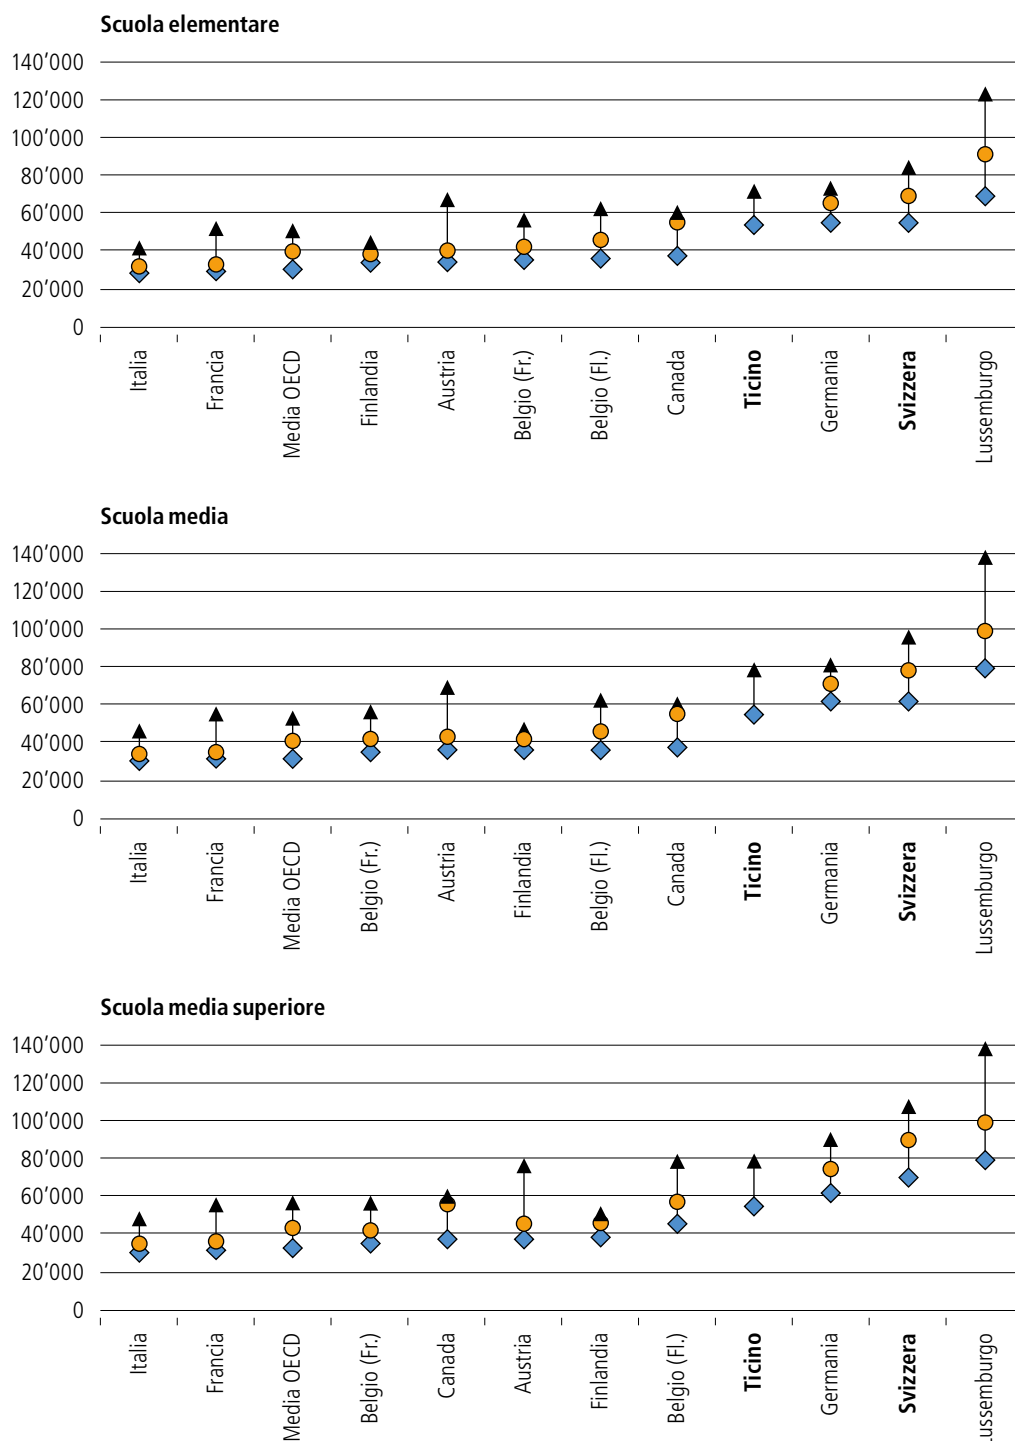 Scuola elementare
140’000
120’000
100’000
80’000
60’000
40’000
20’000
0
Italia
Francia
Media OECD
Finlandia
Austria
Belgio (Fr.)
Belgio (Fl.)
Canada
Ticino
Germania
Svizzera
Lussemburgo
Scuola media
140’000
120’000
100’000
80’000
60’000
40’000
20’000
0
Italia
Francia
Media OECD
Belgio (Fr.)
Austria
Finlandia
Belgio (Fl.)
Canada
Ticino
Germania
Svizzera
Lussemburgo
Scuola media superiore
140’000
120’000
100’000
80’000
60’000
40’000
20’000
0
Italia
Francia
Media OECD
Belgio (Fr.)
Canada
Austria
Finlandia
Belgio (Fl.)
Ticino
Germania
Svizzera
Lussemburgo